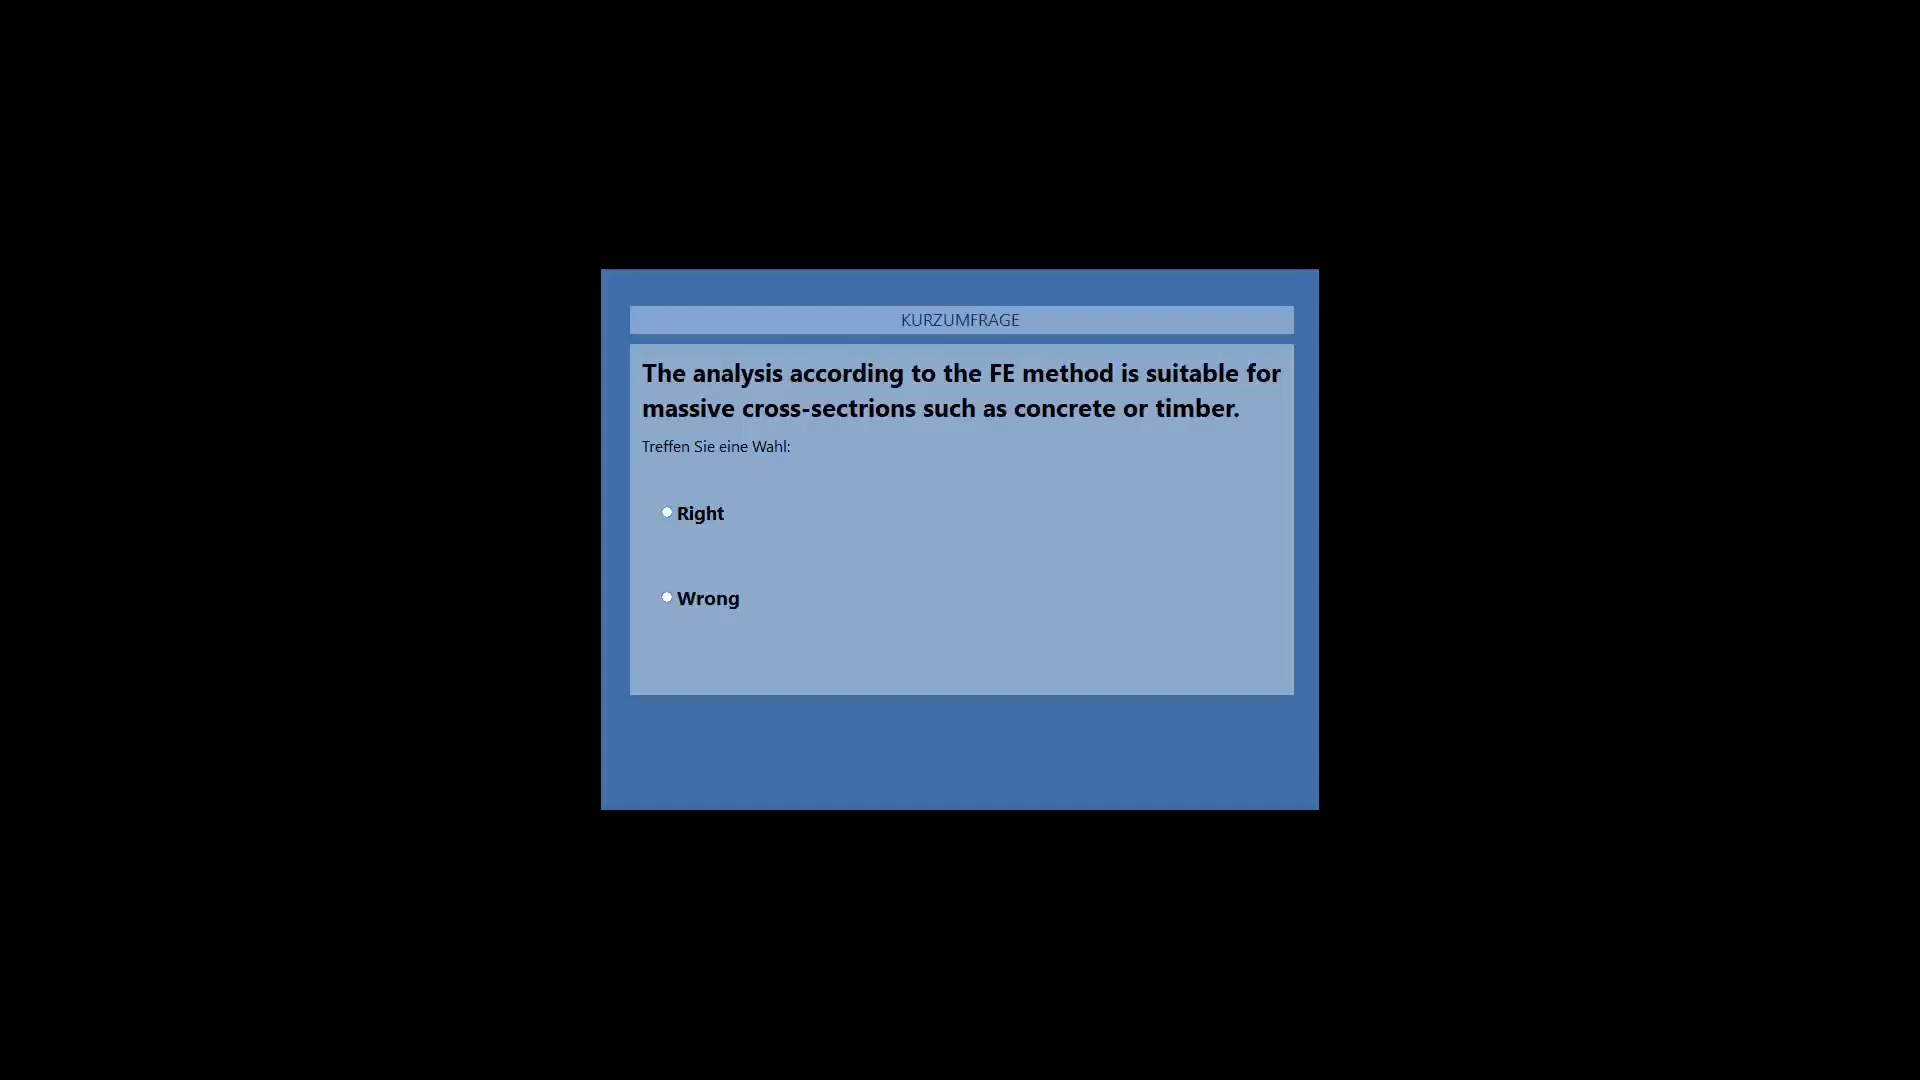 KURZUMFRAGE
The analysis according to the FE method is suitable for
massive cross-sectrions such as concrete or timber.
Treffen Sie eine Wahl:
Right
Wrong